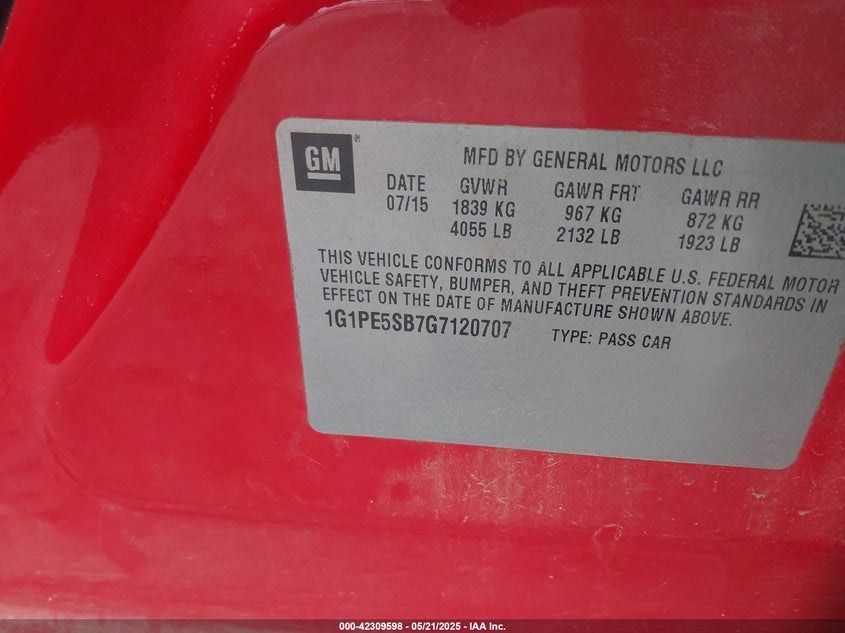 GM®
MFD BY GENERAL MOTORS LLC
DATE GVWR GAWR FRT GAWR RR
07/15 1839 KG 967 KG 872 KG
4055 LB 2132 LB 1923 LB
THIS VEHICLE CONFORMS TO ALL APPLICABLE U.S. FEDERAL MOTOR
VEHICLE SAFETY, BUMPER, AND THEFT PREVENTION STANDARDS IN
EFFECT ON THE DATE OF MANUFACTURE SHOWN ABOVE.
1G1PE5SB7G7120707 TYPE: PASS CAR
000-42309598 - 05/21/2025 - IAA Inc.